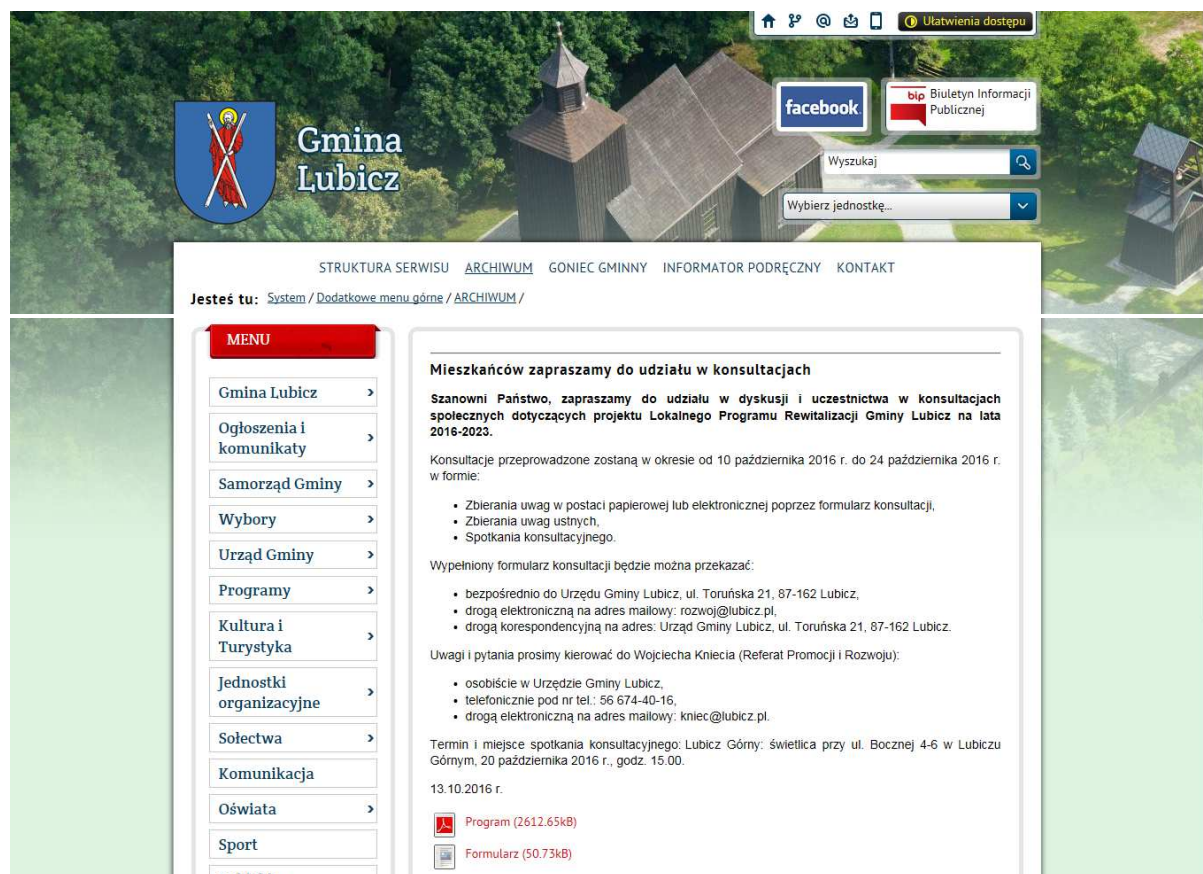 Ułatwienia dostępu
facebook
bip Biuletyn Informacji
Publicznej
Gmina
Lubicz
Wyszukaj
Wybierz jednostkę...
STRUKTURA SERWISU ARCHIWUM GONIEC GMINNY INFORMATOR PODRĘCZNY KONTAKT
Jesteś tu: System / Dodatkowe menu górne / ARCHIWUM /
MENU
Gmina Lubicz
Ogłoszenia i
komunikaty
Samorząd Gminy
Wybory
Urząd Gminy
Programy
Kultura i
Turystyka
Jednostki
organizacyjne
Sołectwa
Komunikacja
Oświata
Sport
Mieszkańców zapraszamy do udziału w konsultacjach
Szanowni Państwo, zapraszamy do udziału w dyskusji i uczestnictwa w konsultacjach
społecznych dotyczących projektu Lokalnego Programu Rewitalizacji Gminy Lubicz na lata
2016-2023.
Konsultacje przeprowadzone zostaną w okresie od 10 października 2016 r. do 24 października 2016 r.
w formie:
• Zbierania uwag w postaci papierowej lub elektronicznej poprzez formularz konsultacji,
• Zbierania uwag ustnych,
• Spotkania konsultacyjnego.
Wypełniony formularz konsultacji będzie można przekazać:
• bezpośrednio do Urzędu Gminy Lubicz, ul. Toruńska 21, 87-162 Lubicz,
• drogą elektroniczną na adres mailowy: rozwoj@lubicz.pl,
• drogą korespondencyjną na adres: Urząd Gminy Lubicz, ul. Toruńska 21, 87-162 Lubicz.
Uwagi i pytania prosimy kierować do Wojciecha Kniecia (Referat Promocji i Rozwoju):
• osobiście w Urzędzie Gminy Lubicz,
• telefonicznie pod nr tel.: 56 674-40-16,
• drogą elektroniczną na adres mailowy: kniec@lubicz.pl.
Termin i miejsce spotkania konsultacyjnego: Lubicz Górny: świetlica przy ul. Bocznej 4-6 w Lubiczu
Górnym, 20 października 2016 r., godz. 15.00.
13.10.2016 r.
Program (2612.65kB)
Formularz (50.73kB)